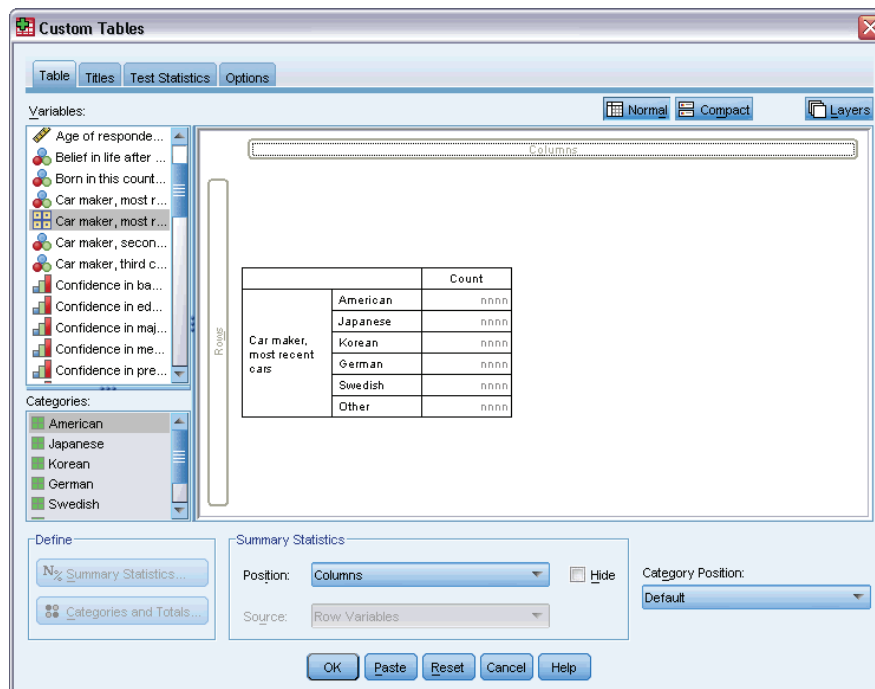 Custom Tables
Table Titles Test Statistics Options
Variables:
Normal Compact Layers
Age of responde...
Belief in life after ...
Born in this count...
Car maker, most r...
Car maker, most r...
Car maker, secon...
Car maker, third c...
Confidence in ba...
Confidence in ed...
Confidence in maj...
Confidence in me...
Confidence in pre...
Categories:
American
Japanese
Korean
German
Swedish
Columns
Rows
Count
Car maker,
most recent
cars
American nnnn
Japanese nnnn
Korean nnnn
German nnnn
Swedish nnnn
Other nnnn
Define
N% Summary Statistics...
Categories and Totals...
Summary Statistics
Position: Columns Hide
Source: Row Variables
Category Position:
Default
OK Paste Reset Cancel Help